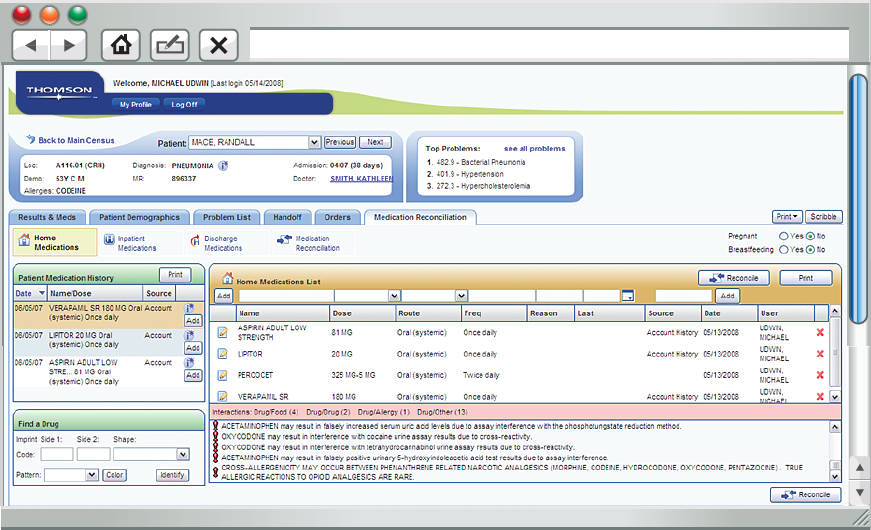 THOMSON
Welcome, MICHAEL UDWIN [Last login 05/14/2008]
My Profile Log Off
Back to Main Census Patient: MACE, RANDALL Previous Next
Loc: A116.01 (CRII) Diagnosis: PNEUMONIA Admission: 04/07 (38 days)
Demo: 53Y C M MR: 896337 Doctor: SMITH, KATHLEEN
Allergies: CODEINE
Top Problems: see all problems
1. 482.9 - Bacterial Pneumonia
2. 401.9 - Hypertension
3. 272.3 - Hypercholesterolemia
Results & Meds Patient Demographics Problem List Handoff Orders Medication Reconciliation Print Scribble
Home Medications
Inpatient Medications
Discharge Medications
Medication Reconciliation
Pregnant Yes No
Breastfeeding Yes No
Patient Medication History Print
Date Name/Dose Source
06/05/07 VERAPAMIL SR 180 MG Oral Account
(systemic) Once daily Add
06/05/07 LIPITOR 20 MG Oral Account
(systemic) Once daily Add
06/05/07 ASPIRIN ADULT LOW Account
STRE... 81 MG Oral Add
(systemic) Once daily
Find a Drug
Imprint Side 1: Side 2: Shape:
Code:
Pattern: Color Identify
Home Medications List Reconcile Print
Add Add
Name Dose Route Freq Reason Last Source Date User
ASPIRIN ADULT LOW STRENGTH 81 MG Oral (systemic) Once daily Account History 05/13/2008 UDWIN, MICHAEL
LIPITOR 20 MG Oral (systemic) Once daily Account History 05/13/2008 UDWIN, MICHAEL
PERCOCET 325 MG-5 MG Oral (systemic) Twice daily 05/13/2008 UDWIN, MICHAEL
VERAPAMIL SR 180 MG Oral (systemic) Once daily Account History 05/13/2008 UDWIN, MICHAEL
Interactions: Drug/Food (4) Drug/Drug (2) Drug/Allergy (1) Drug/Other (13)
ACETAMINOPHEN may result in falsely increased serum uric acid levels due to assay interference with the phosphotungstate reduction method.
OXYCODONE may result in interference with cocaine urine assay results due to cross-reactivity.
OXYCODONE may result in interference with tetrahydrocannabinol urine assay results due to cross-reactivity.
ACETAMINOPHEN may result in falsely positive urinary 5-hydroxyindoleacetic acid test results due to assay interference.
CROSS-ALLERGENCITY MAY OCCUR BETWEEN PHENANTHRENE RELATED NARCOTIC ANALGESICS (MORPHINE, CODEINE, HYDROCODONE, OXYCODONE, PENTAZOCINE). TRUE
ALLERGIC REACTIONS TO OPIOD ANALGESICS ARE RARE.
Reconcile